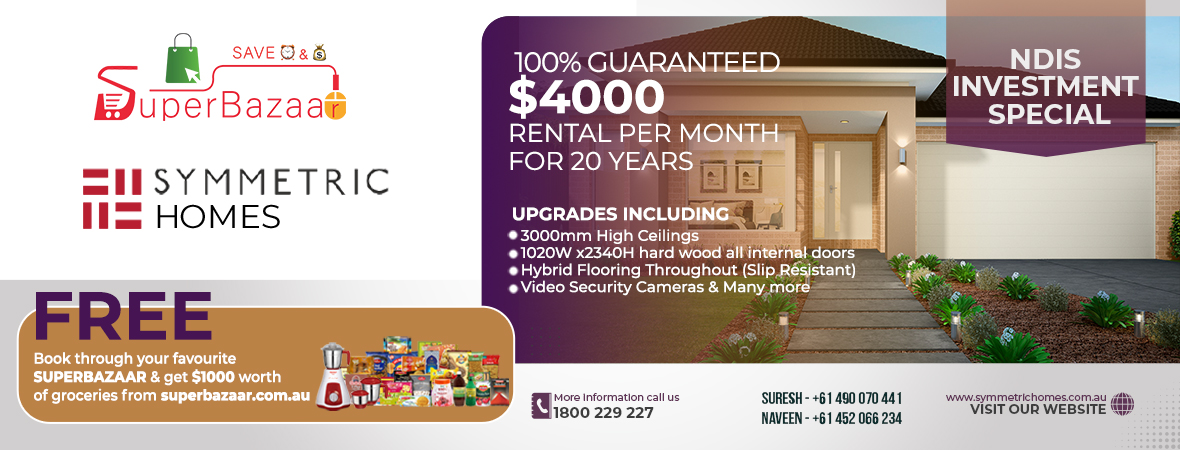 SAVE &
SuperBazaar
SYMMETRIC
HOMES
100% GUARANTEED
$4000
RENTAL PER MONTH
FOR 20 YEARS
NDIS
INVESTMENT
SPECIAL
UPGRADES INCLUDING
3000mm High Ceilings
1020W x2340H hard wood all internal doors
Hybrid Flooring Throughout (Slip Resistant)
Video Security Cameras & Many more
FREE
Book through your favourite
SUPERBAZAAR & get $1000 worth
of groceries from superbazaar.com.au
More Information call us
1800 229 227
SURESH - +61 490 070 441
NAVEEN - +61 452 066 234
www.symmetrichomes.com.au
VISIT OUR WEBSITE